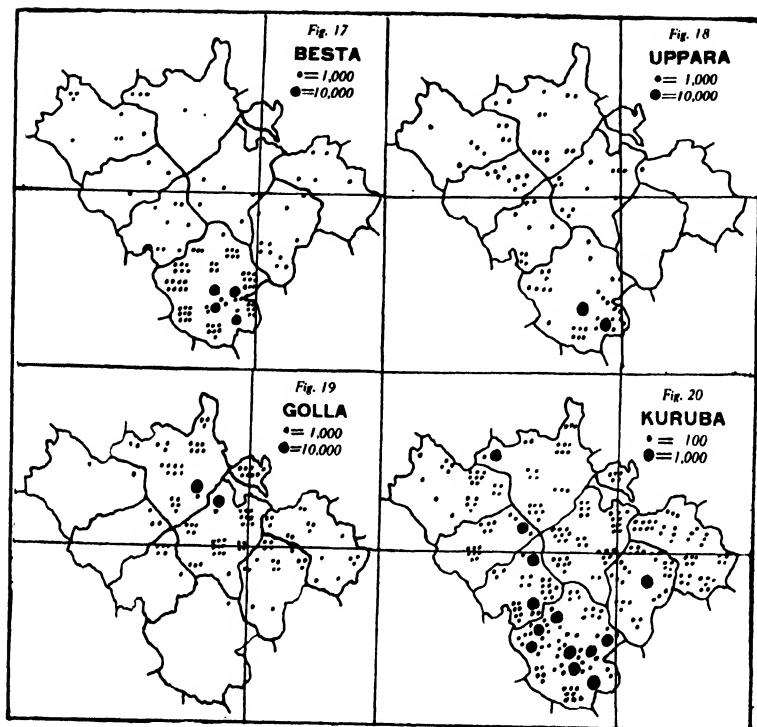 Fig. 17
BESTA
•= 1,000
●=10,000
Fig. 18
UPPARA
•= 1,000
●=10,000
Fig. 19
GOLLA
•= 1,000
●=10,000
Fig. 20
KURUBA
• = 100
●=1,000